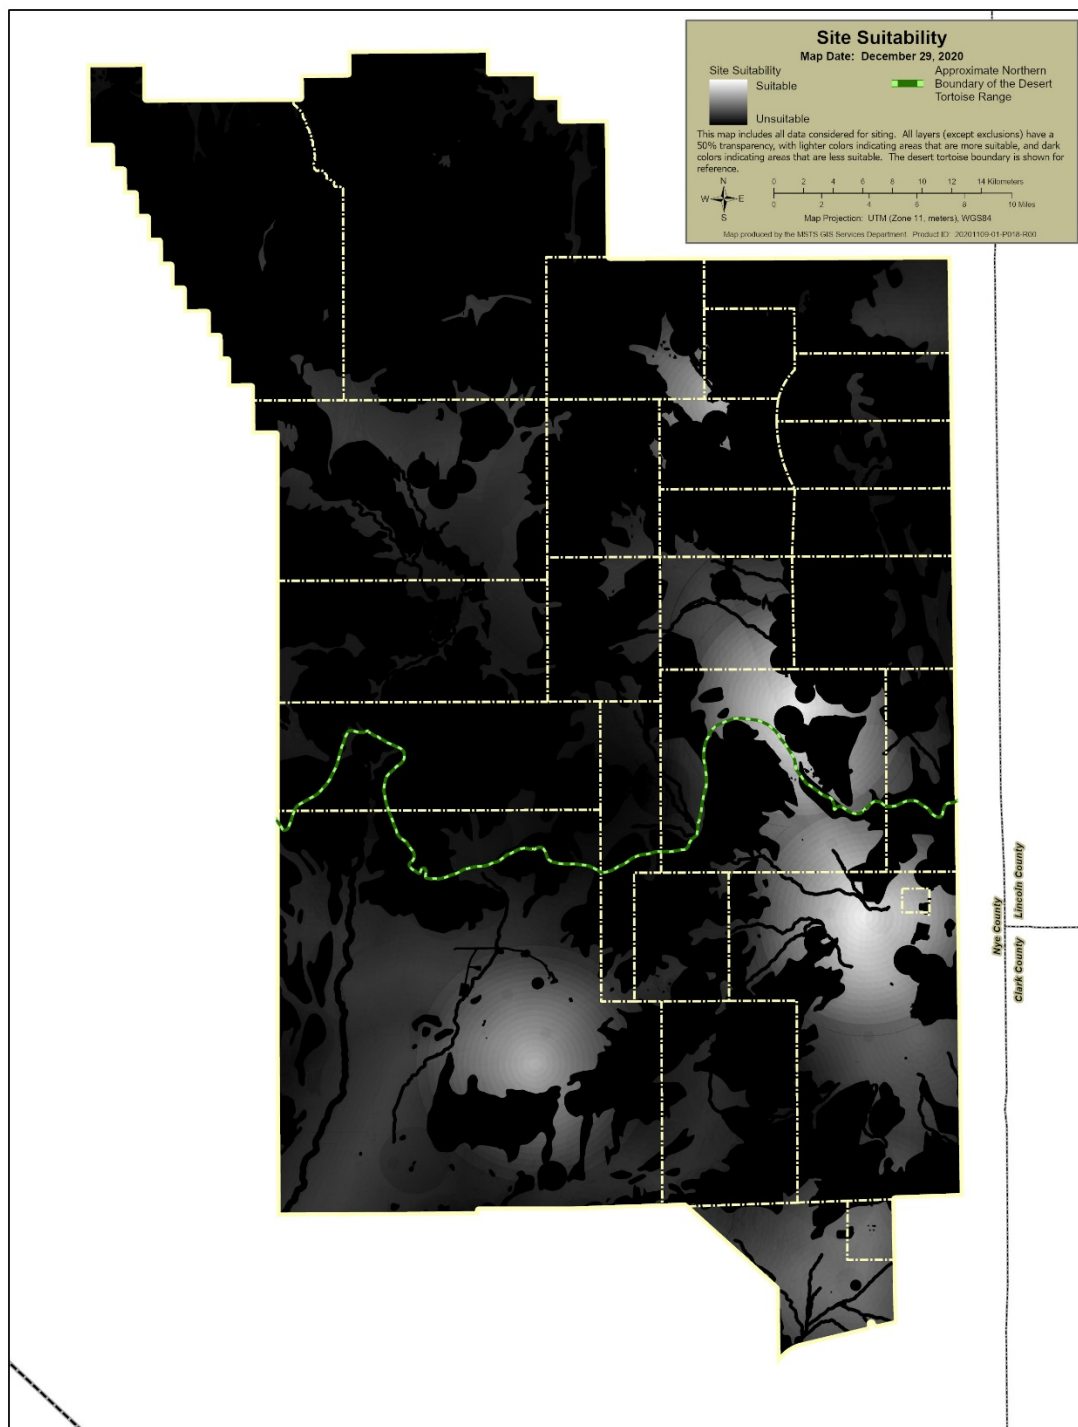 Site Suitability
Map Date: December 29, 2020
Site Suitability
Suitable
Unsuitable
Approximate Northern
Boundary of the Desert
Tortoise Range
This map includes all data considered for siting. All layers (except exclusions) have a
50% transparency, with lighter colors indicating areas that are more suitable, and dark
colors indicating areas that are less suitable. The desert tortoise boundary is shown for
reference.
N
W E
S
0 2 4 6 8 10 12 14 Kilometers
0 2 4 6 8 10 Miles
Map Projection: UTM (Zone 11, meters), WGS84
Map produced by the MSTS GIS Services Department. Product ID: 20201109-01-P018-R00
Nye County
Lincoln County
Clark County